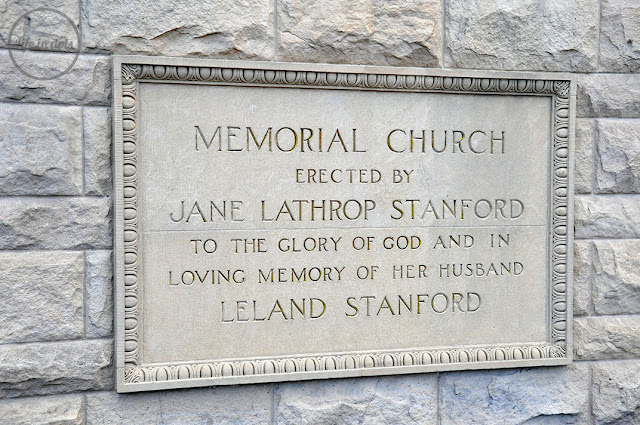 MEMORIAL CHURCH
ERECTED BY
JANE LATHROP STANFORD
TO THE GLORY OF GOD AND IN
LOVING MEMORY OF HER HUSBAND
LELAND STANFORD